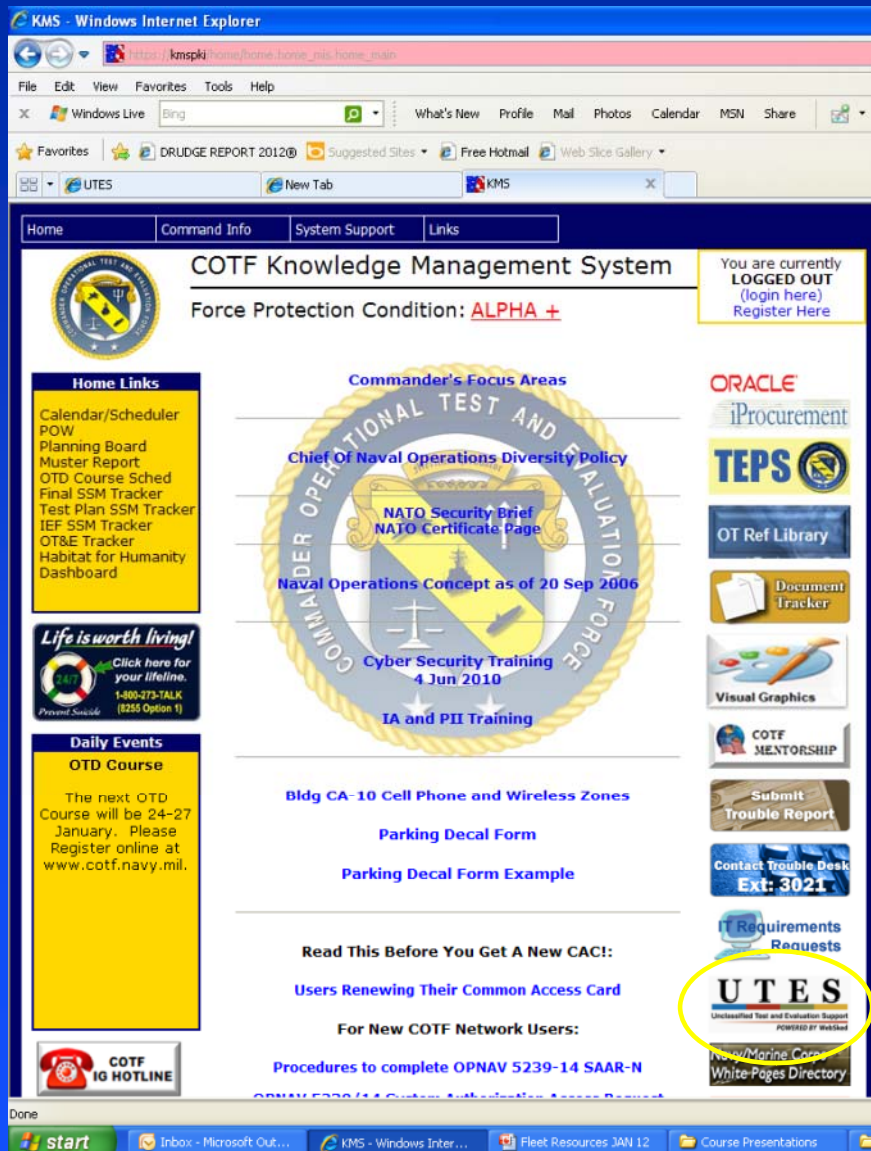 KMS - Windows Internet Explorer
https://kmspki/home/home.home_mis.home_main
File Edit View Favorites Tools Help
X Windows Live Bing What's New Profile Mail Photos Calendar MSN Share
Favorites DRUDGE REPORT 2012® Suggested Sites Free Hotmail Web Slice Gallery
UTES New Tab KMS X
Home Command Info System Support Links
COTF Knowledge Management System
Force Protection Condition: ALPHA +
You are currently
LOGGED OUT
(login here)
Register Here
COMMANDER OPERATIONAL TEST AND EVALUATION FORCE
Home Links
Calendar/Scheduler
POW
Planning Board
Muster Report
OTD Course Sched
Final SSM Tracker
Test Plan SSM Tracker
IEF SSM Tracker
OT&E Tracker
Habitat for Humanity
Dashboard
Life is worth living!
24/7
Click here for
your lifeline.
1-800-273-TALK
(8255 Option 1)
Prevent Suicide
Daily Events
OTD Course
The next OTD
Course will be 24-27
January. Please
Register online at
www.cotf.navy.mil.
COTF
IG HOTLINE
COMMANDER OPERATIONAL TEST AND EVALUATION FORCE
Commander's Focus Areas
Chief Of Naval Operations Diversity Policy
NATO Security Brief
NATO Certificate Page
Naval Operations Concept as of 20 Sep 2006
Cyber Security Training
4 Jun 2010
IA and PII Training
Bldg CA-10 Cell Phone and Wireless Zones
Parking Decal Form
Parking Decal Form Example
Read This Before You Get A New CAC!:
Users Renewing Their Common Access Card
For New COTF Network Users:
Procedures to complete OPNAV 5239-14 SAAR-N
ORACLE
iProcurement
TEPS
OT Ref Library
Document
Tracker
Visual Graphics
COTF
MENTORSHIP
Submit
Trouble Report
Contact Trouble Desk
Ext: 3021
IT Requirements
Requests
UTES
Unclassified Test and Evaluation Support
POWERED BY WebSked
Navy/Marine Corps
White Pages Directory
Done
start Inbox - Microsoft Out... KMS - Windows Inter... Fleet Resources JAN 12 Course Presentations